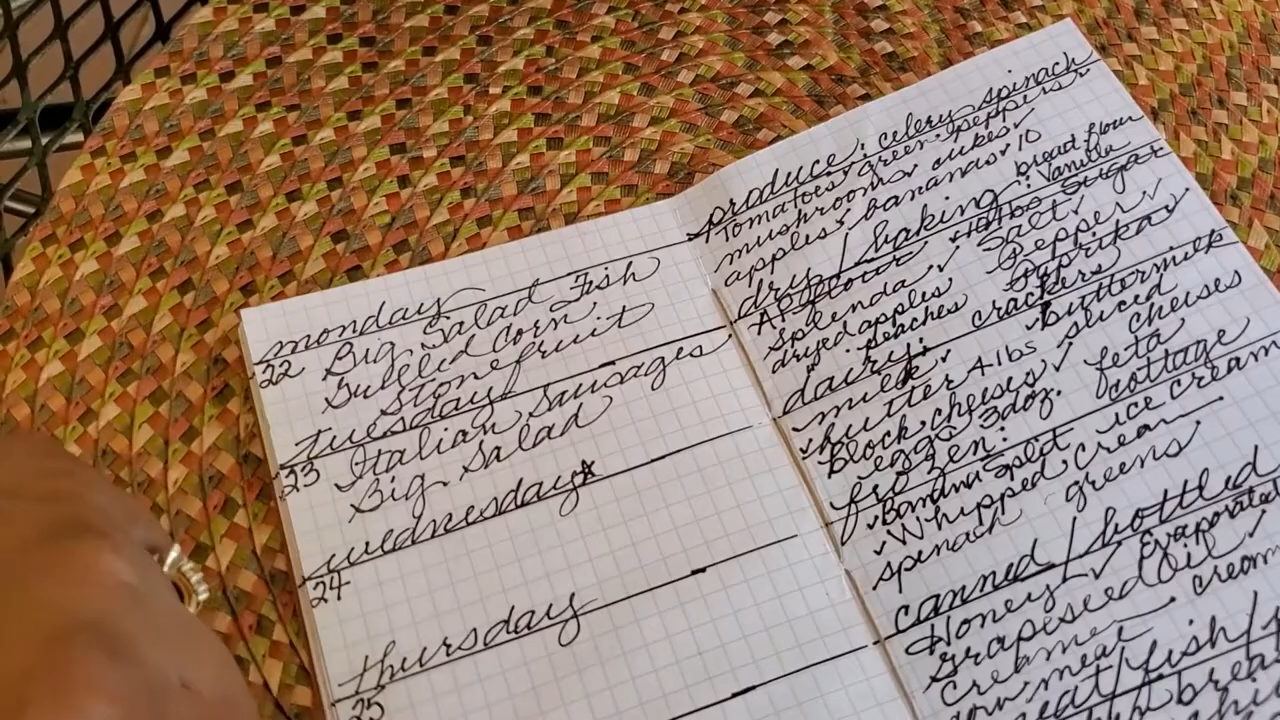 monday
22 Big Salad Fish
Grilled Corn
Stonefruit
tuesday
23 Italian Sausages
Big Salad
wednesday*
24
thursday
25
produce: celery spinach
Tomatoes green peppers
mushrooms cukes 10
apples bananas
dry/baking: bread flour
AP flour Vanilla
Splenda Sugar
dryed apples Salt
peaches Pepper
crackers Paprika
dairy:
milk buttermilk
butter 4lbs sliced
Block cheeses cheeses
eggs 3doz. feta
frozen: cottage
Banana Split ice cream
Whipped cream
spinach greens
canned/bottled
Honey Evaporated
Grapeseed Oil
creamer
meat/fish/